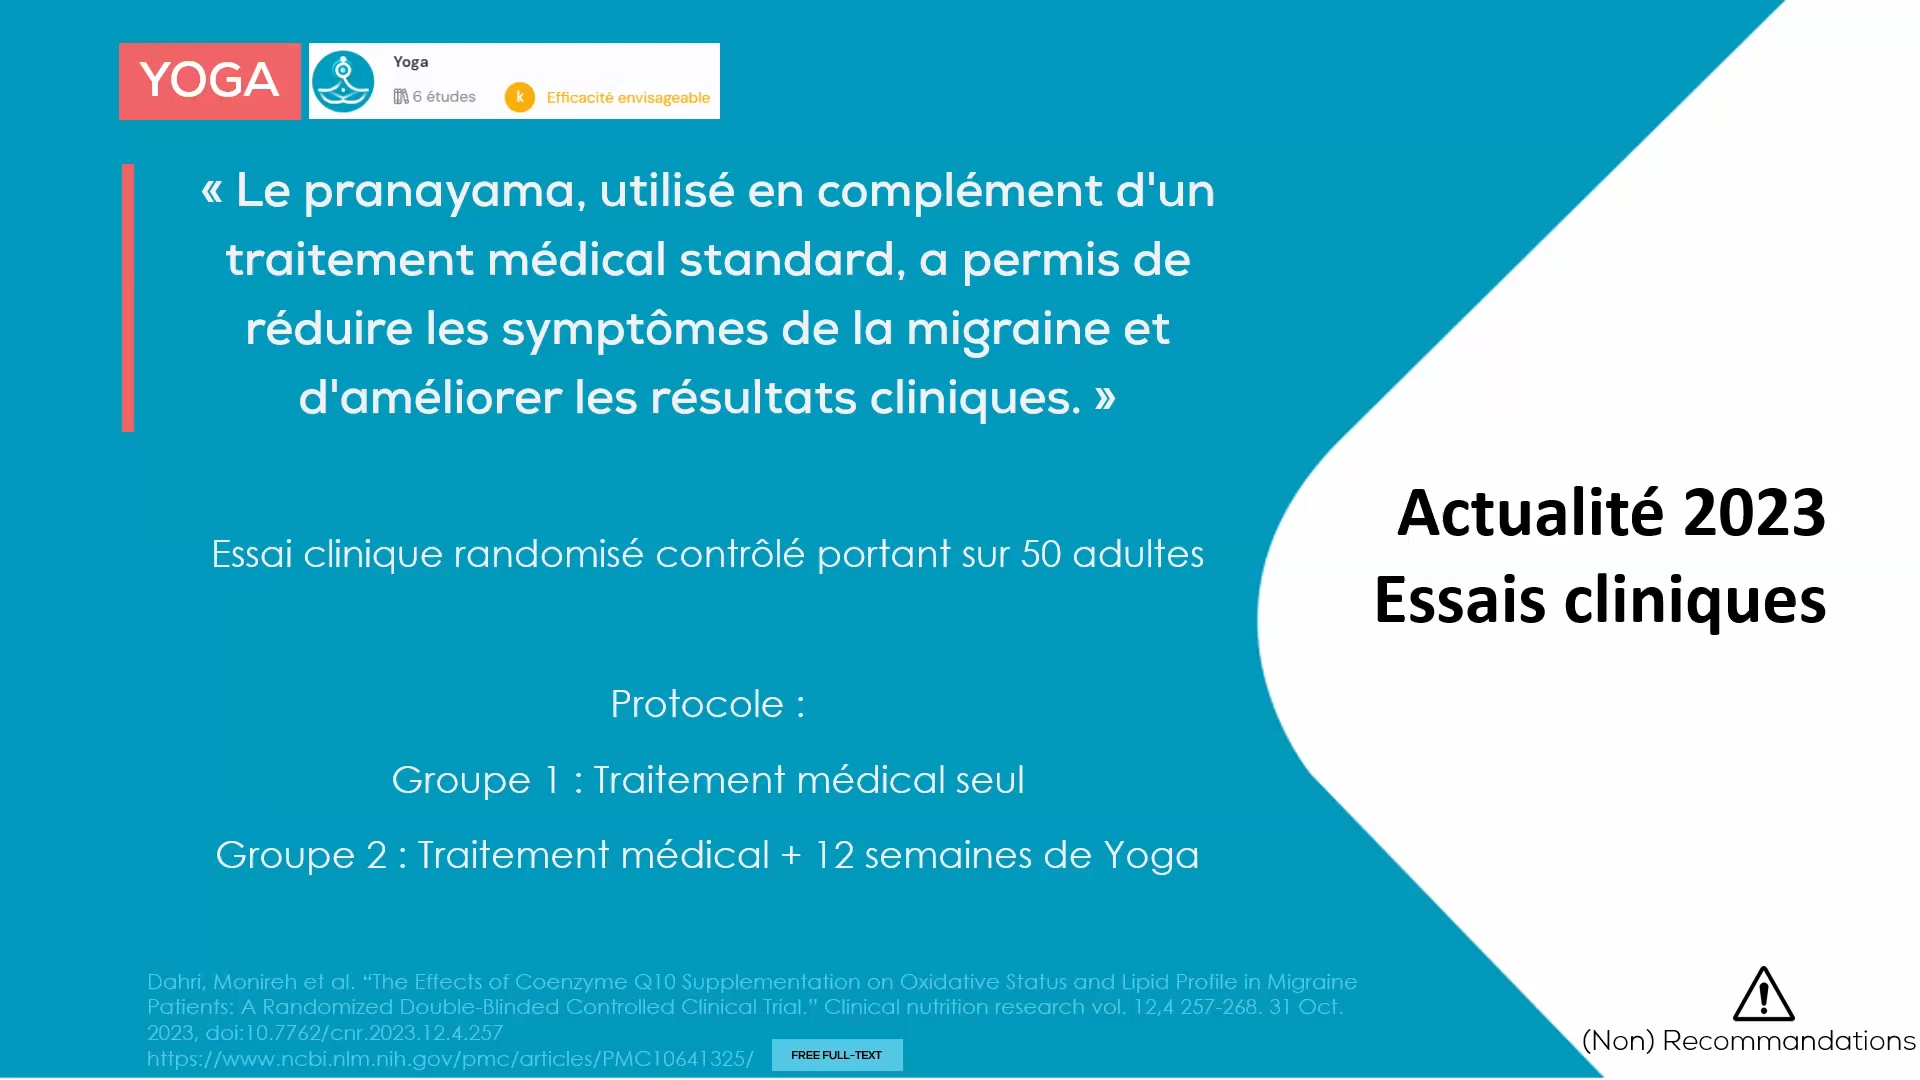 YOGA
Yoga
6 études
k
Efficacité envisageable
« Le pranayama, utilisé en complément d'un
traitement médical standard, a permis de
réduire les symptômes de la migraine et
d'améliorer les résultats cliniques. »
Essai clinique randomisé contrôlé portant sur 50 adultes
Protocole :
Groupe 1 : Traitement médical seul
Groupe 2 : Traitement médical + 12 semaines de Yoga
Actualité 2023
Essais cliniques
Dahri, Monireh et al. “The Effects of Coenzyme Q10 Supplementation on Oxidative Status and Lipid Profile in Migraine
Patients: A Randomized Double-Blinded Controlled Clinical Trial.” Clinical nutrition research vol. 12,4 257-268. 31 Oct.
2023, doi:10.7762/cnr.2023.12.4.257
https://www.ncbi.nlm.nih.gov/pmc/articles/PMC10641325/
FREE FULL-TEXT
(Non) Recommandations